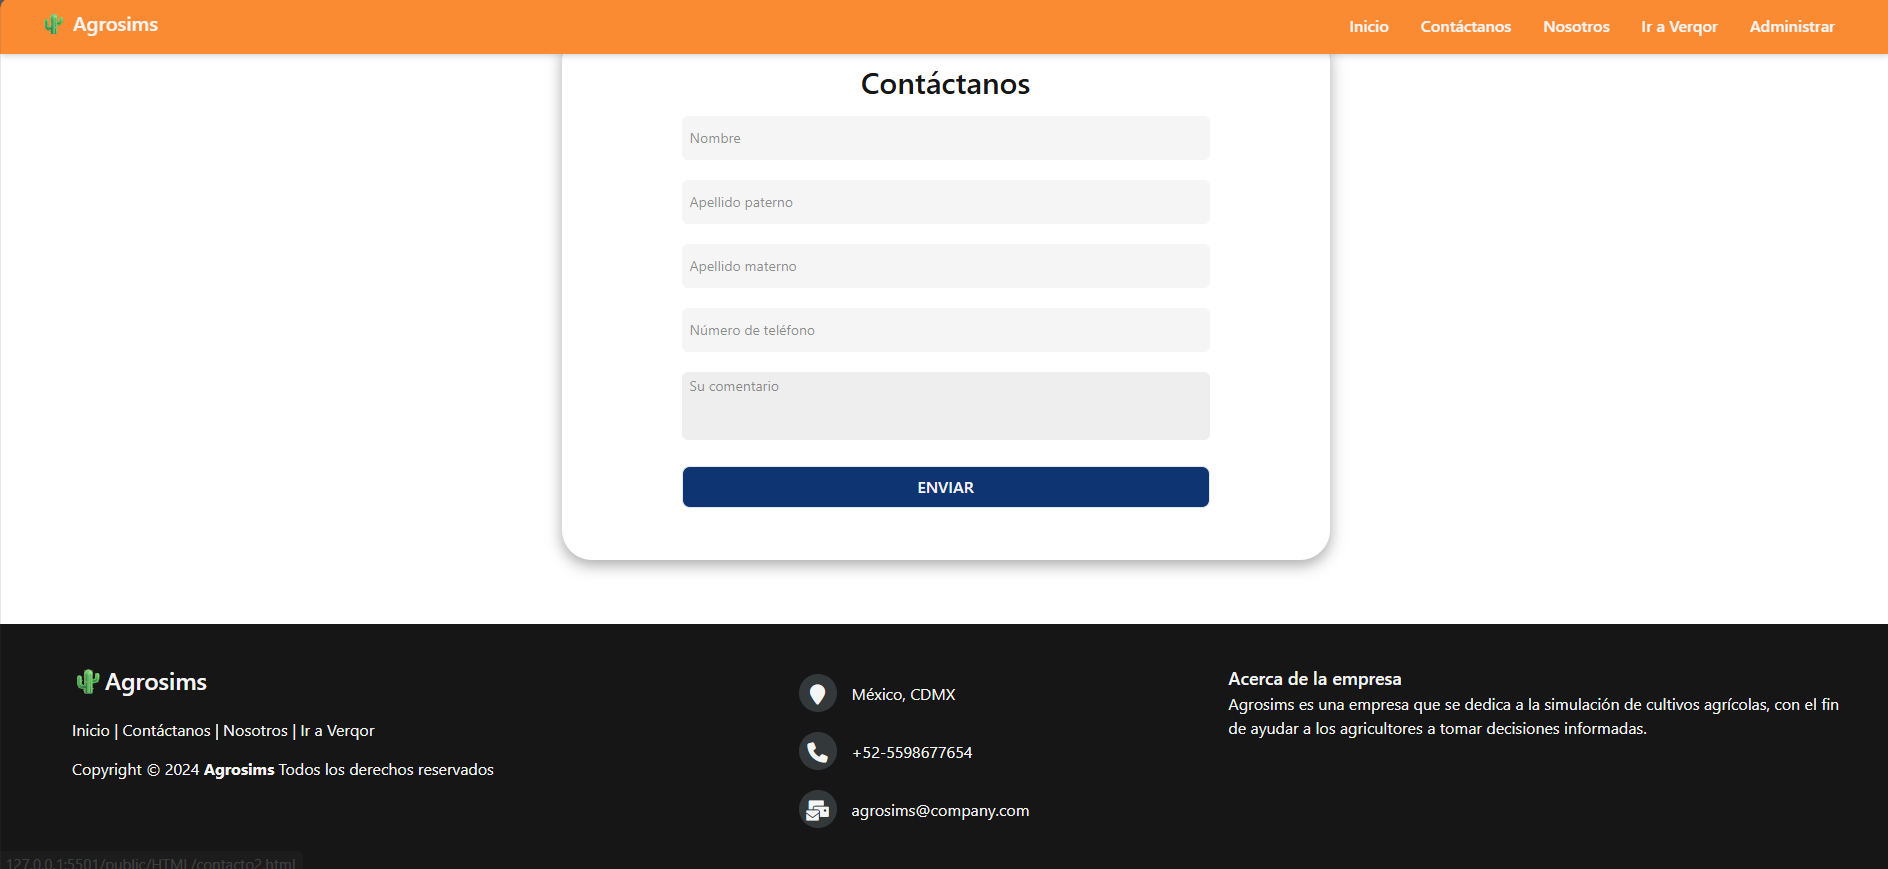 Agrosims
Inicio Contáctanos Nosotros Ir a Verqor Administrar
Contáctanos
Nombre
Apellido paterno
Apellido materno
Número de teléfono
Su comentario
ENVIAR
Agrosims
Inicio | Contáctanos | Nosotros | Ir a Verqor
Copyright © 2024 Agrosims Todos los derechos reservados
México, CDMX
+52-5598677654
agrosims@company.com
Acerca de la empresa
Agrosims es una empresa que se dedica a la simulación de cultivos agrícolas, con el fin
de ayudar a los agricultores a tomar decisiones informadas.
127.0.0.1:5501/public/HTML/contacto2.html